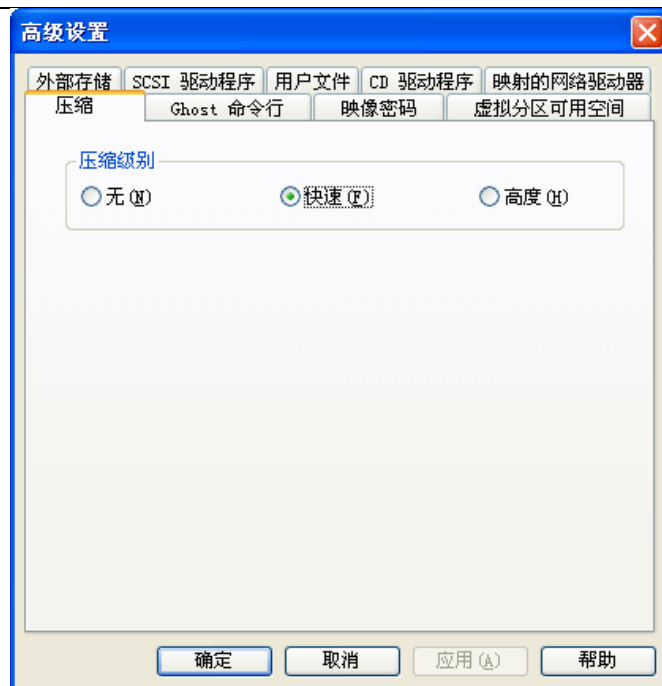 高级设置
外部存储 SCSI 驱动程序 用户文件 CD 驱动程序 映射的网络驱动器
压缩 Ghost 命令行 映像密码 虚拟分区可用空间
压缩级别
无(N) 快速(F) 高度(H)
确定 取消 应用(A) 帮助